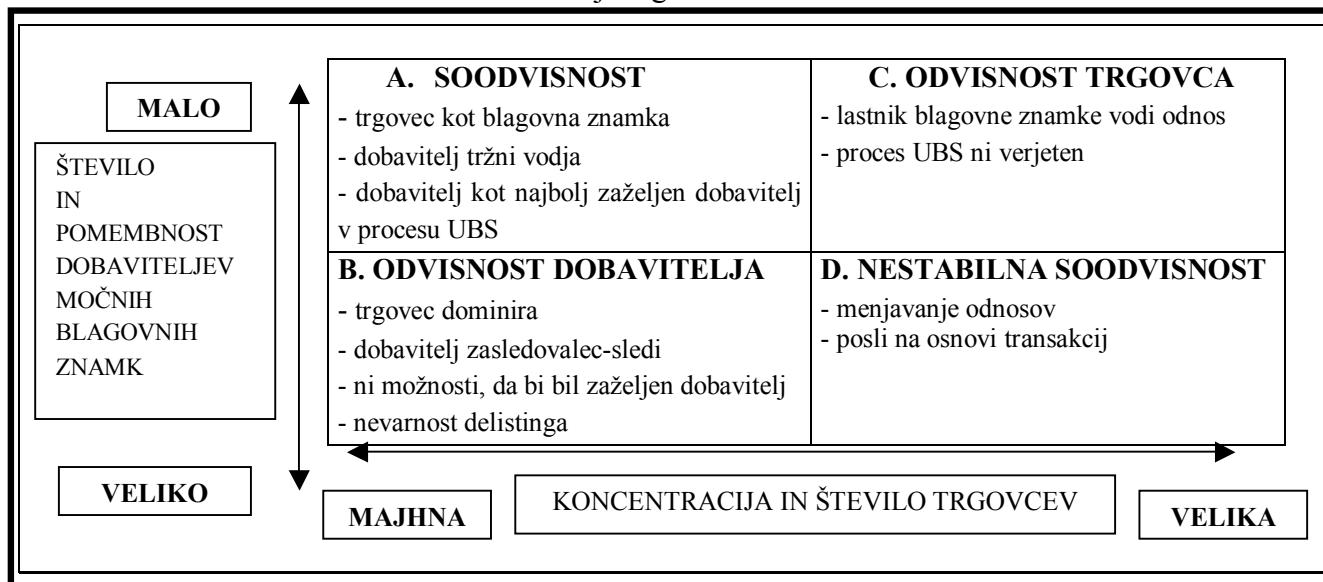 MALO
ŠTEVILO
IN
POMEMBNOST
DOBAVITELJEV
MOČNIH
BLAGOVNIH
ZNAMK
VELIKO
A. SOODVISNOST
- trgovec kot blagovna znamka
- dobavitelj tržni vodja
- dobavitelj kot najbolj zaželjen dobavitelj
v procesu UBS
C. ODVISNOST TRGOVCA
- lastnik blagovne znamke vodi odnos
- proces UBS ni verjeten
B. ODVISNOST DOBAVITELJA
- trgovec dominira
- dobavitelj zasledovalec-sledi
- ni možnosti, da bi bil zaželjen dobavitelj
- nevarnost delistinga
D. NESTABILNA SOODVISNOST
- menjavanje odnosov
- posli na osnovi transakcij
MAJHNA
KONCENTRACIJA IN ŠTEVILO TRGOVCEV
VELIKA